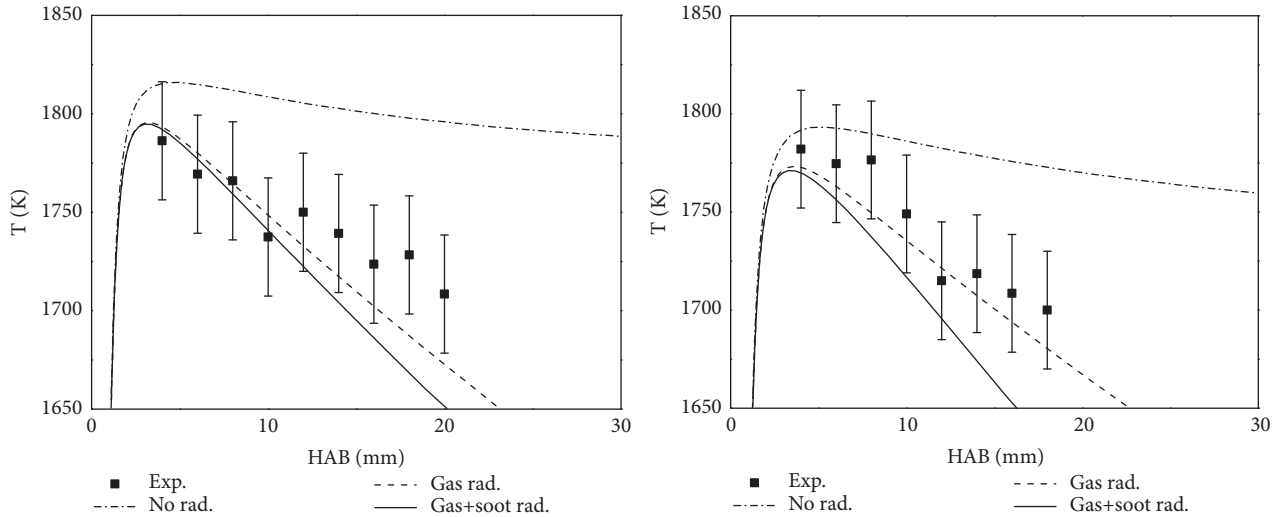 1850
1800
1750
1700
1650
T (K)
0
10
20
30
HAB (mm)
Exp.
No rad.
Gas rad.
Gas+soot rad.
1850
1800
1750
1700
1650
T (K)
0
10
20
30
HAB (mm)
Exp.
No rad.
Gas rad.
Gas+soot rad.